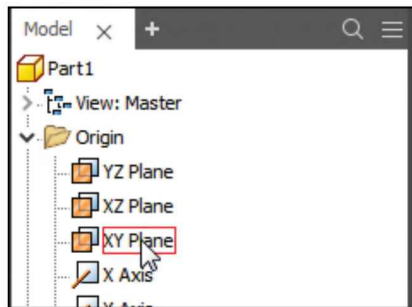 Model
Part1
View: Master
Origin
YZ Plane
XZ Plane
XY Plane
X Axis